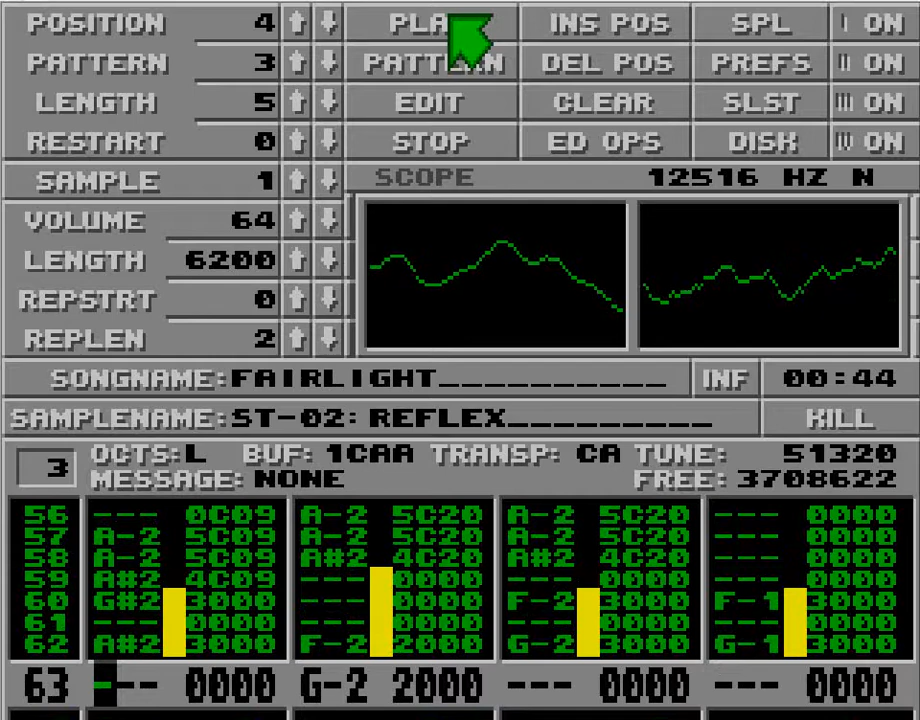 POSITION 4 PLAY INS POS SPL I ON
PATTERN 3 PATTERN DEL POS PREFS II ON
LENGTH 5 EDIT CLEAR SLST III ON
RESTART 0 STOP ED OPS DISK IV ON
SAMPLE 1 SCOPE 12516 HZ N
VOLUME 64
LENGTH 6200
REPSTRT 0
REPLEN 2
SONGNAME:FAIRLIGHT___________ INF 00:44
SAMPLENAME:ST-02:REFLEX__________ KILL
3 OCTS:L BUF:1CAA TRANSP:CA TUNE: 51320
MESSAGE:NONE FREE:3708622
56 --- 0C09 A-2 5C20 A-2 5C20 --- 0000
57 A-2 5C09 A-2 5C20 A-2 5C20 --- 0000
58 A-2 5C09 A#2 4C20 A#2 4C20 --- 0000
59 A#2 4C09 --- 0000 --- 0000 --- 0000
60 G#2 3000 --- 0000 F-2 3000 F-1 3000
61 --- 0000 --- 0000 --- 0000 --- 0000
62 A#2 3000 F-2 2000 G-2 3000 G-1 3000
63 --- 0000 G-2 2000 --- 0000 --- 0000